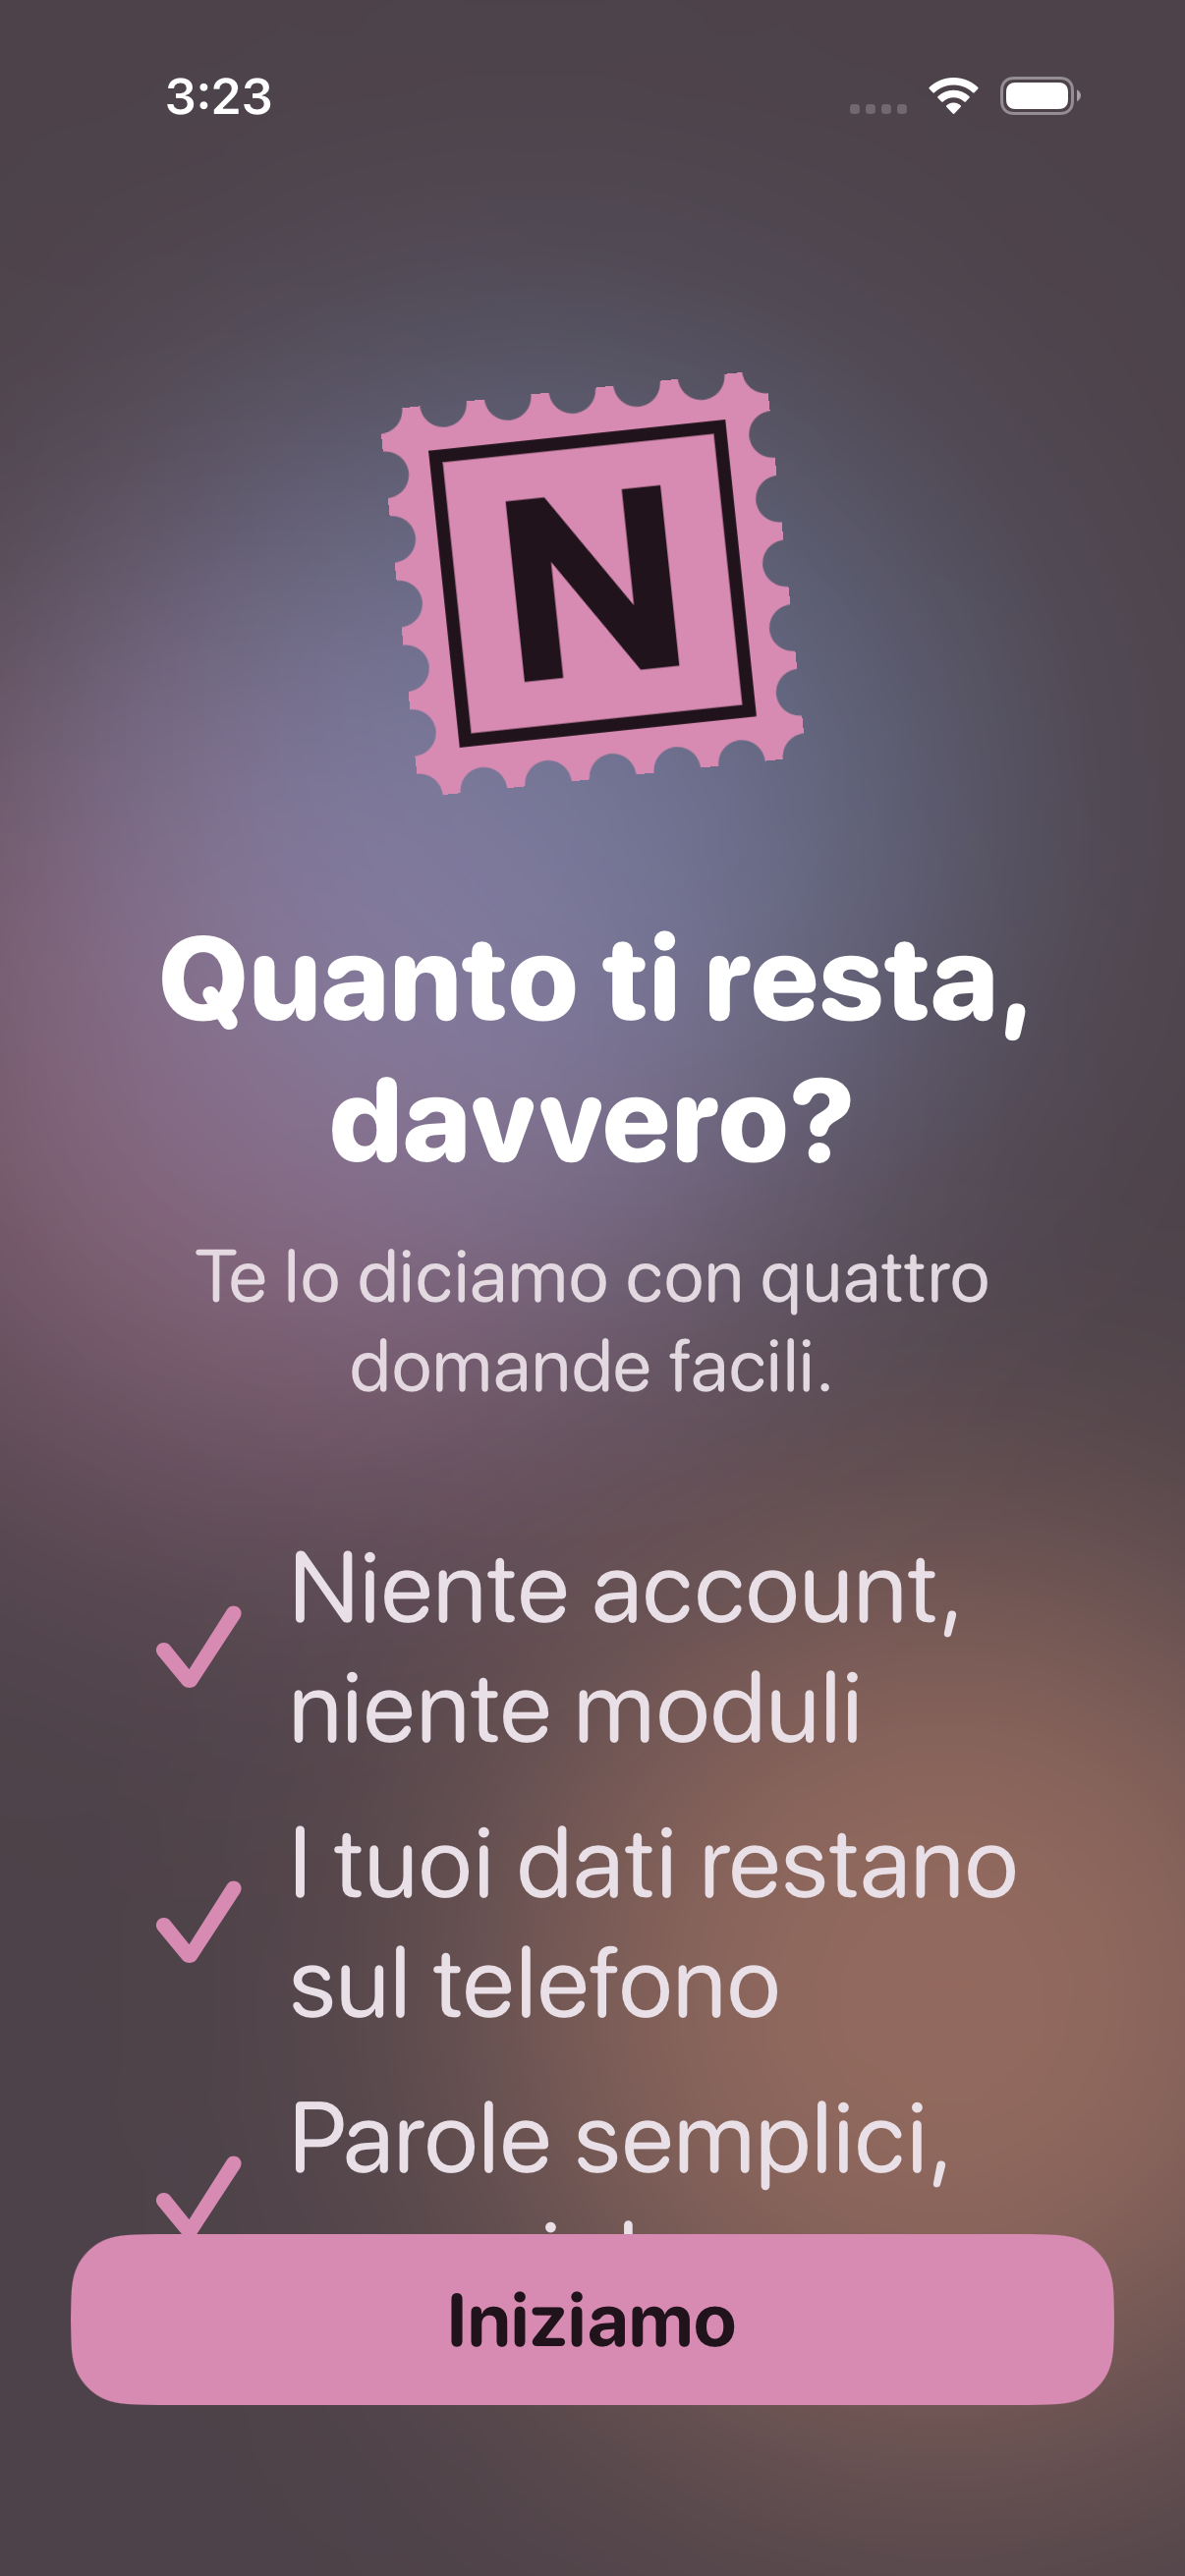 3:23
N
Quanto ti resta,
davvero?
Te lo diciamo con quattro
domande facili.
Niente account,
niente moduli
I tuoi dati restano
sul telefono
Parole semplici,
Iniziamo